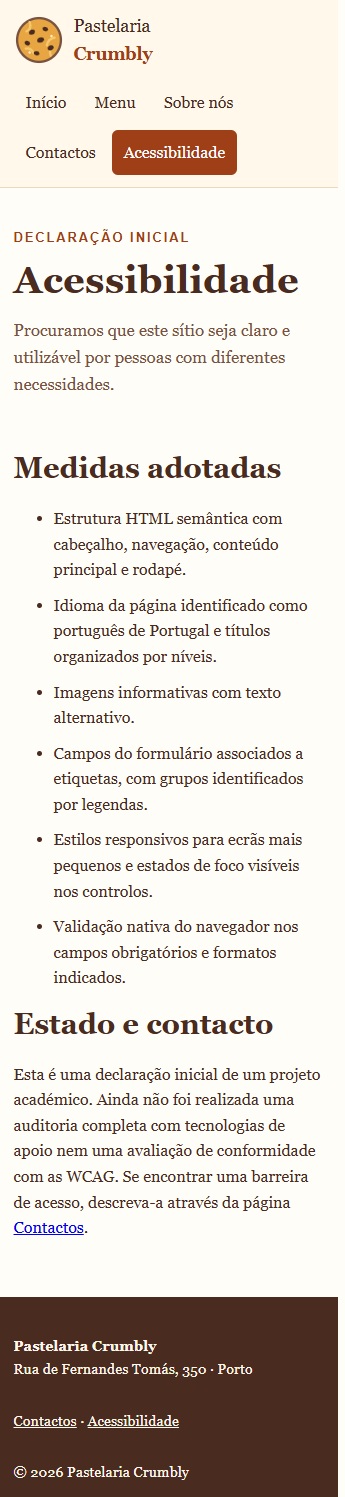 Pastelaria
Crumbly
Início Menu Sobre nós
Contactos Acessibilidade
DECLARAÇÃO INICIAL
Acessibilidade
Procuramos que este sítio seja claro e
utilizável por pessoas com diferentes
necessidades.
Medidas adotadas
• Estrutura HTML semântica com
cabeçalho, navegação, conteúdo
principal e rodapé.
• Idioma da página identificado como
português de Portugal e títulos
organizados por níveis.
• Imagens informativas com texto
alternativo.
• Campos do formulário associados a
etiquetas, com grupos identificados
por legendas.
• Estilos responsivos para ecrãs mais
pequenos e estados de foco visíveis
nos controlos.
• Validação nativa do navegador nos
campos obrigatórios e formatos
indicados.
Estado e contacto
Esta é uma declaração inicial de um projeto
académico. Ainda não foi realizada uma
auditoria completa com tecnologias de
apoio nem uma avaliação de conformidade
com as WCAG. Se encontrar uma barreira
de acesso, descreva-a através da página
Contactos.
Pastelaria Crumbly
Rua de Fernandes Tomás, 350 · Porto
Contactos · Acessibilidade
© 2026 Pastelaria Crumbly